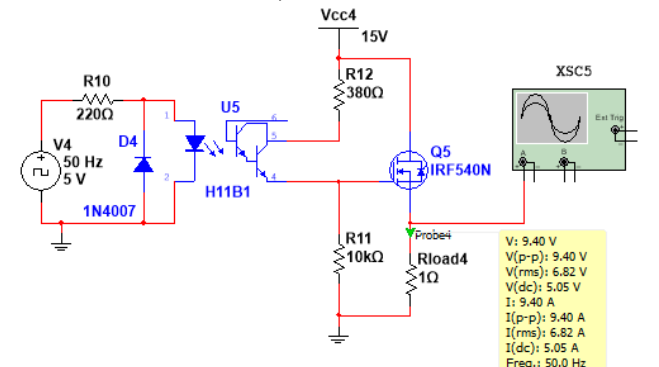 Vcc4
15V
R10
220Ω
U5
R12
380Ω
XSC5
Ext Trig
A
B
V4
50 Hz
5 V
D4
1
2
6
5
4
Q5
IRF540N
H11B1
1N4007
R11
10kΩ
Probe4
Rload4
1Ω
V: 9.40 V
V(p-p): 9.40 V
V(rms): 6.82 V
V(dc): 5.05 V
I: 9.40 A
I(p-p): 9.40 A
I(rms): 6.82 A
I(dc): 5.05 A
Freq.: 50.0 Hz